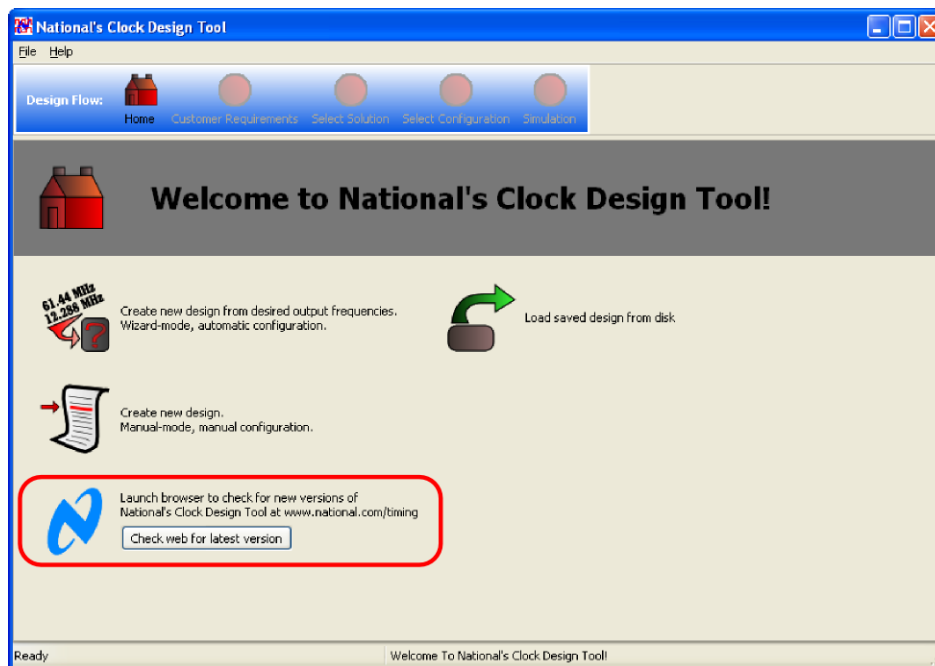 National's Clock Design Tool
File Help
Design Flow:
Home Customer Requirements Select Solution Select Configuration Simulation
Welcome to National's Clock Design Tool!
61.44 MHz
12.288 MHz
?
Create new design from desired output frequencies.
Wizard-mode, automatic configuration.
Load saved design from disk
Create new design.
Manual-mode, manual configuration.
Launch browser to check for new versions of
National's Clock Design Tool at www.national.com/timing
Check web for latest version
Ready Welcome To National's Clock Design Tool!